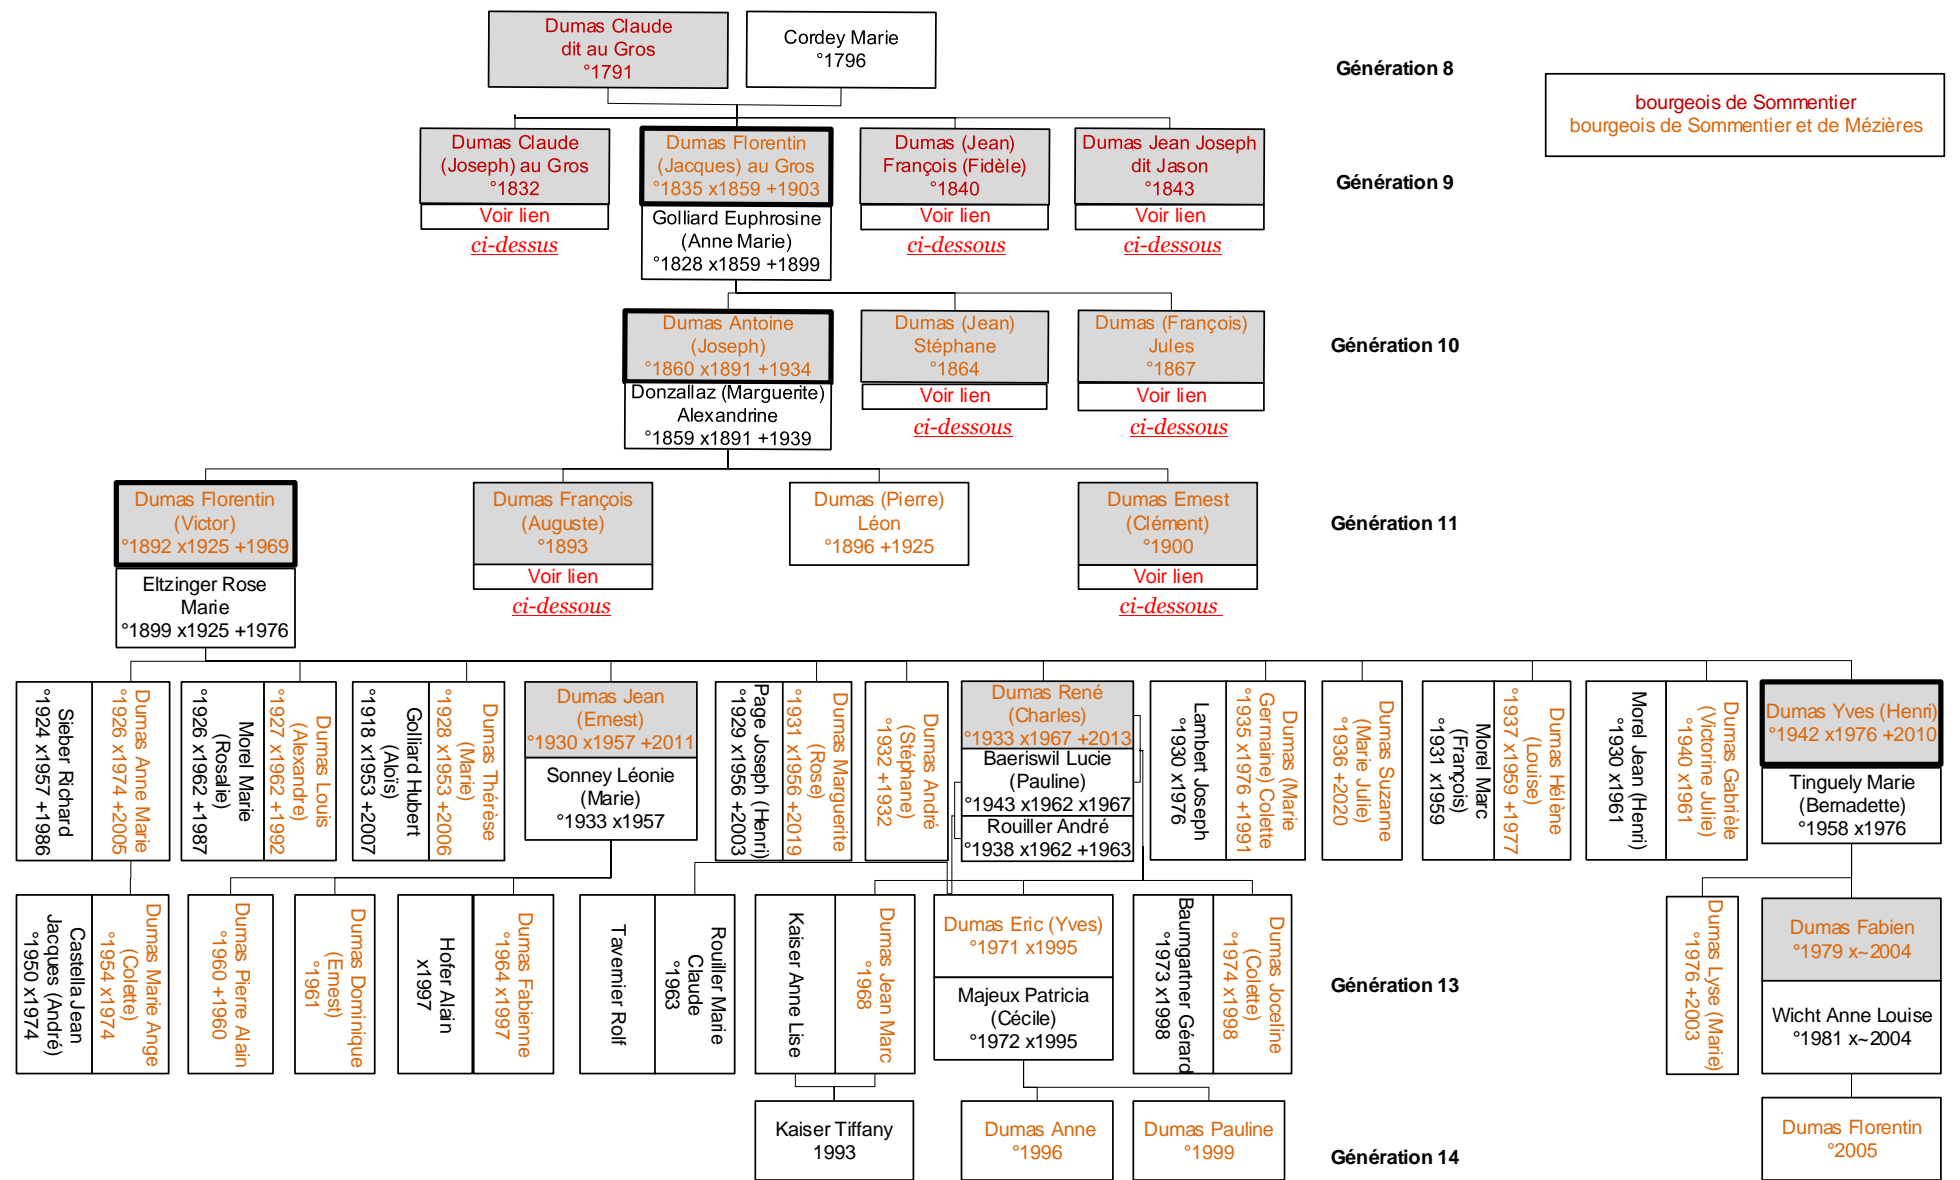 Dumas Claude
dit au Gros
°1791
Cordey Marie
°1796
Génération 8
bourgeois de Sommentier
bourgeois de Sommentier et de Mézières
Dumas Claude
(Joseph) au Gros
°1832
Voir lien
ci-dessus
Dumas Florentin
(Jacques) au Gros
°1835 x1859 +1903
Golliard Euphrosine
(Anne Marie)
°1828 x1859 +1899
Dumas (Jean)
François (Fidèle)
°1840
Voir lien
ci-dessous
Dumas Jean Joseph
dit Jason
°1843
Voir lien
ci-dessous
Génération 9
Dumas Antoine
(Joseph)
°1860 x1891 +1934
Donzallaz (Marguerite)
Alexandrine
°1859 x1891 +1939
Dumas (Jean)
Stéphane
°1864
Voir lien
ci-dessous
Dumas (François)
Jules
°1867
Voir lien
ci-dessous
Génération 10
Dumas Florentin
(Victor)
°1892 x1925 +1969
Eltzinger Rose
Marie
°1899 x1925 +1976
Dumas François
(Auguste)
°1893
Voir lien
ci-dessous
Dumas (Pierre)
Léon
°1896 +1925
Dumas Ernest
(Clément)
°1900
Voir lien
ci-dessous
Génération 11
Sieber Richard
°1924 x1957 +1986
Dumas Anne Marie
°1926 x1974 +2005
Morel Marie
(Rosalie)
°1926 x1962 +1987
Dumas Louis
(Alexandre)
°1927 x1962 +1992
Golliard Hubert
(Aloïs)
°1918 x1953 +2007
Dumas Thérèse
(Marie)
°1928 x1953 +2006
Dumas Jean
(Ernest)
°1930 x1957 +2011
Sonney Léonie
(Marie)
°1933 x1957
Page Joseph (Henri)
°1929 x1956 +2003
Dumas Marguerite
(Rose)
°1931 x1956 +2019
Dumas André
(Stéphane)
°1932 +1932
Dumas René
(Charles)
°1933 x1967 +2013
Baeriswil Lucie
(Pauline)
°1943 x1962 x1967
Rouiller André
°1938 x1962 +1963
Lambert Joseph
°1930 x1976
Dumas (Marie
Germaine) Colette
°1935 x1976 +1991
Dumas Suzanne
(Marie Julie)
°1936 +2020
Morel Marc
(François)
°1931 x1959
Dumas Hélène
(Louise)
°1937 x1959 +1977
Morel Jean (Henri)
°1930 x1961
Dumas Gabrièle
(Victorine Julie)
°1940 x1961
Dumas Yves (Henri)
°1942 x1976 +2010
Tinguely Marie
(Bernadette)
°1958 x1976
Castella Jean
Jacques (André)
°1950 x1974
Dumas Marie Ange
(Colette)
°1954 x1974
Dumas Pierre Alain
°1960 +1960
Dumas Dominique
(Ernest)
°1961
Hofer Alain
x1997
Dumas Fabienne
°1964 x1997
Tavernier Rolf
Rouiller Marie
Claude
°1963
Kaiser Anne Lise
Dumas Jean Marc
°1968
Dumas Eric (Yves)
°1971 x1995
Majeux Patricia
(Cécile)
°1972 x1995
Baumgartner Gérard
°1973 x1998
Dumas Joceline
(Colette)
°1974 x1998
Génération 13
Dumas Lyse (Marie)
°1976 +2003
Dumas Fabien
°1979 x~2004
Wicht Anne Louise
°1981 x~2004
Kaiser Tiffany
1993
Dumas Anne
°1996
Dumas Pauline
°1999
Génération 14
Dumas Florentin
°2005